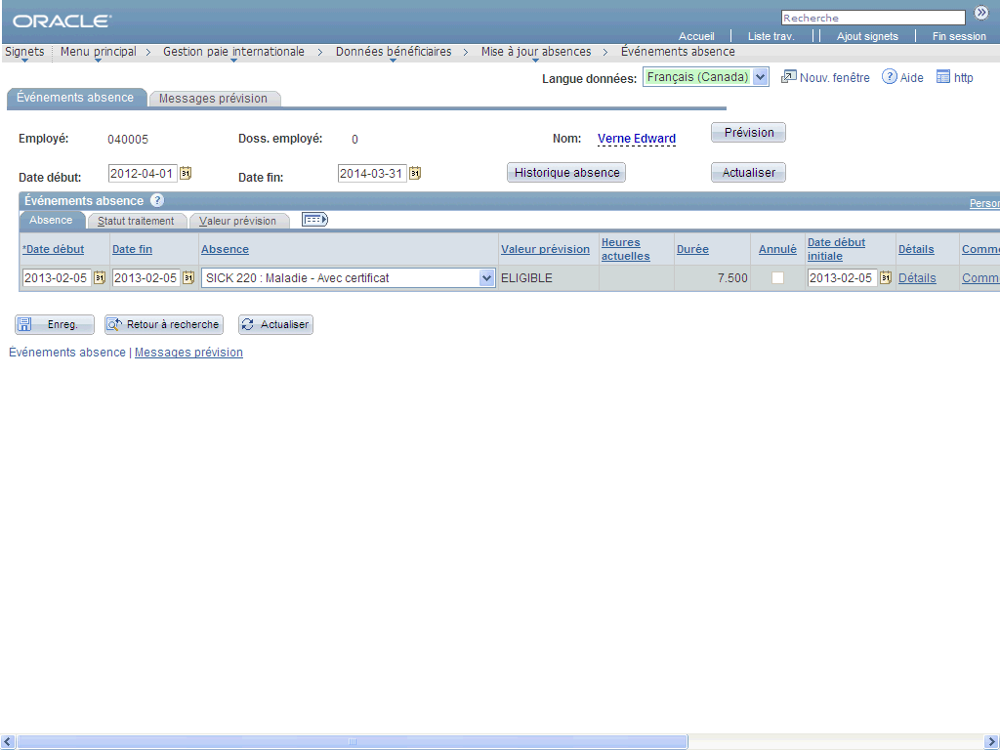 ORACLE
Recherche
Accueil Liste trav. Ajout signets Fin session
Signets Menu principal Gestion paie internationale Données bénéficiaires Mise à jour absences Événements absence
Langue données: Français (Canada) Nouv. fenêtre Aide http
Événements absence Messages prévision
Employé: 040005 Doss. employé: 0 Nom: Verne Edward Prévision
Date début: 2012-04-01 Date fin: 2014-03-31 Historique absence Actualiser
Événements absence Person
Absence Statut traitement Valeur prévision
*Date début Date fin Absence Valeur prévision Heures actuelles Durée Annulé Date début initiale Détails Comme
2013-02-05 2013-02-05 SICK 220 : Maladie - Avec certificat ELIGIBLE 7.500 2013-02-05 Détails Comm
Enreg. Retour à recherche Actualiser
Événements absence | Messages prévision